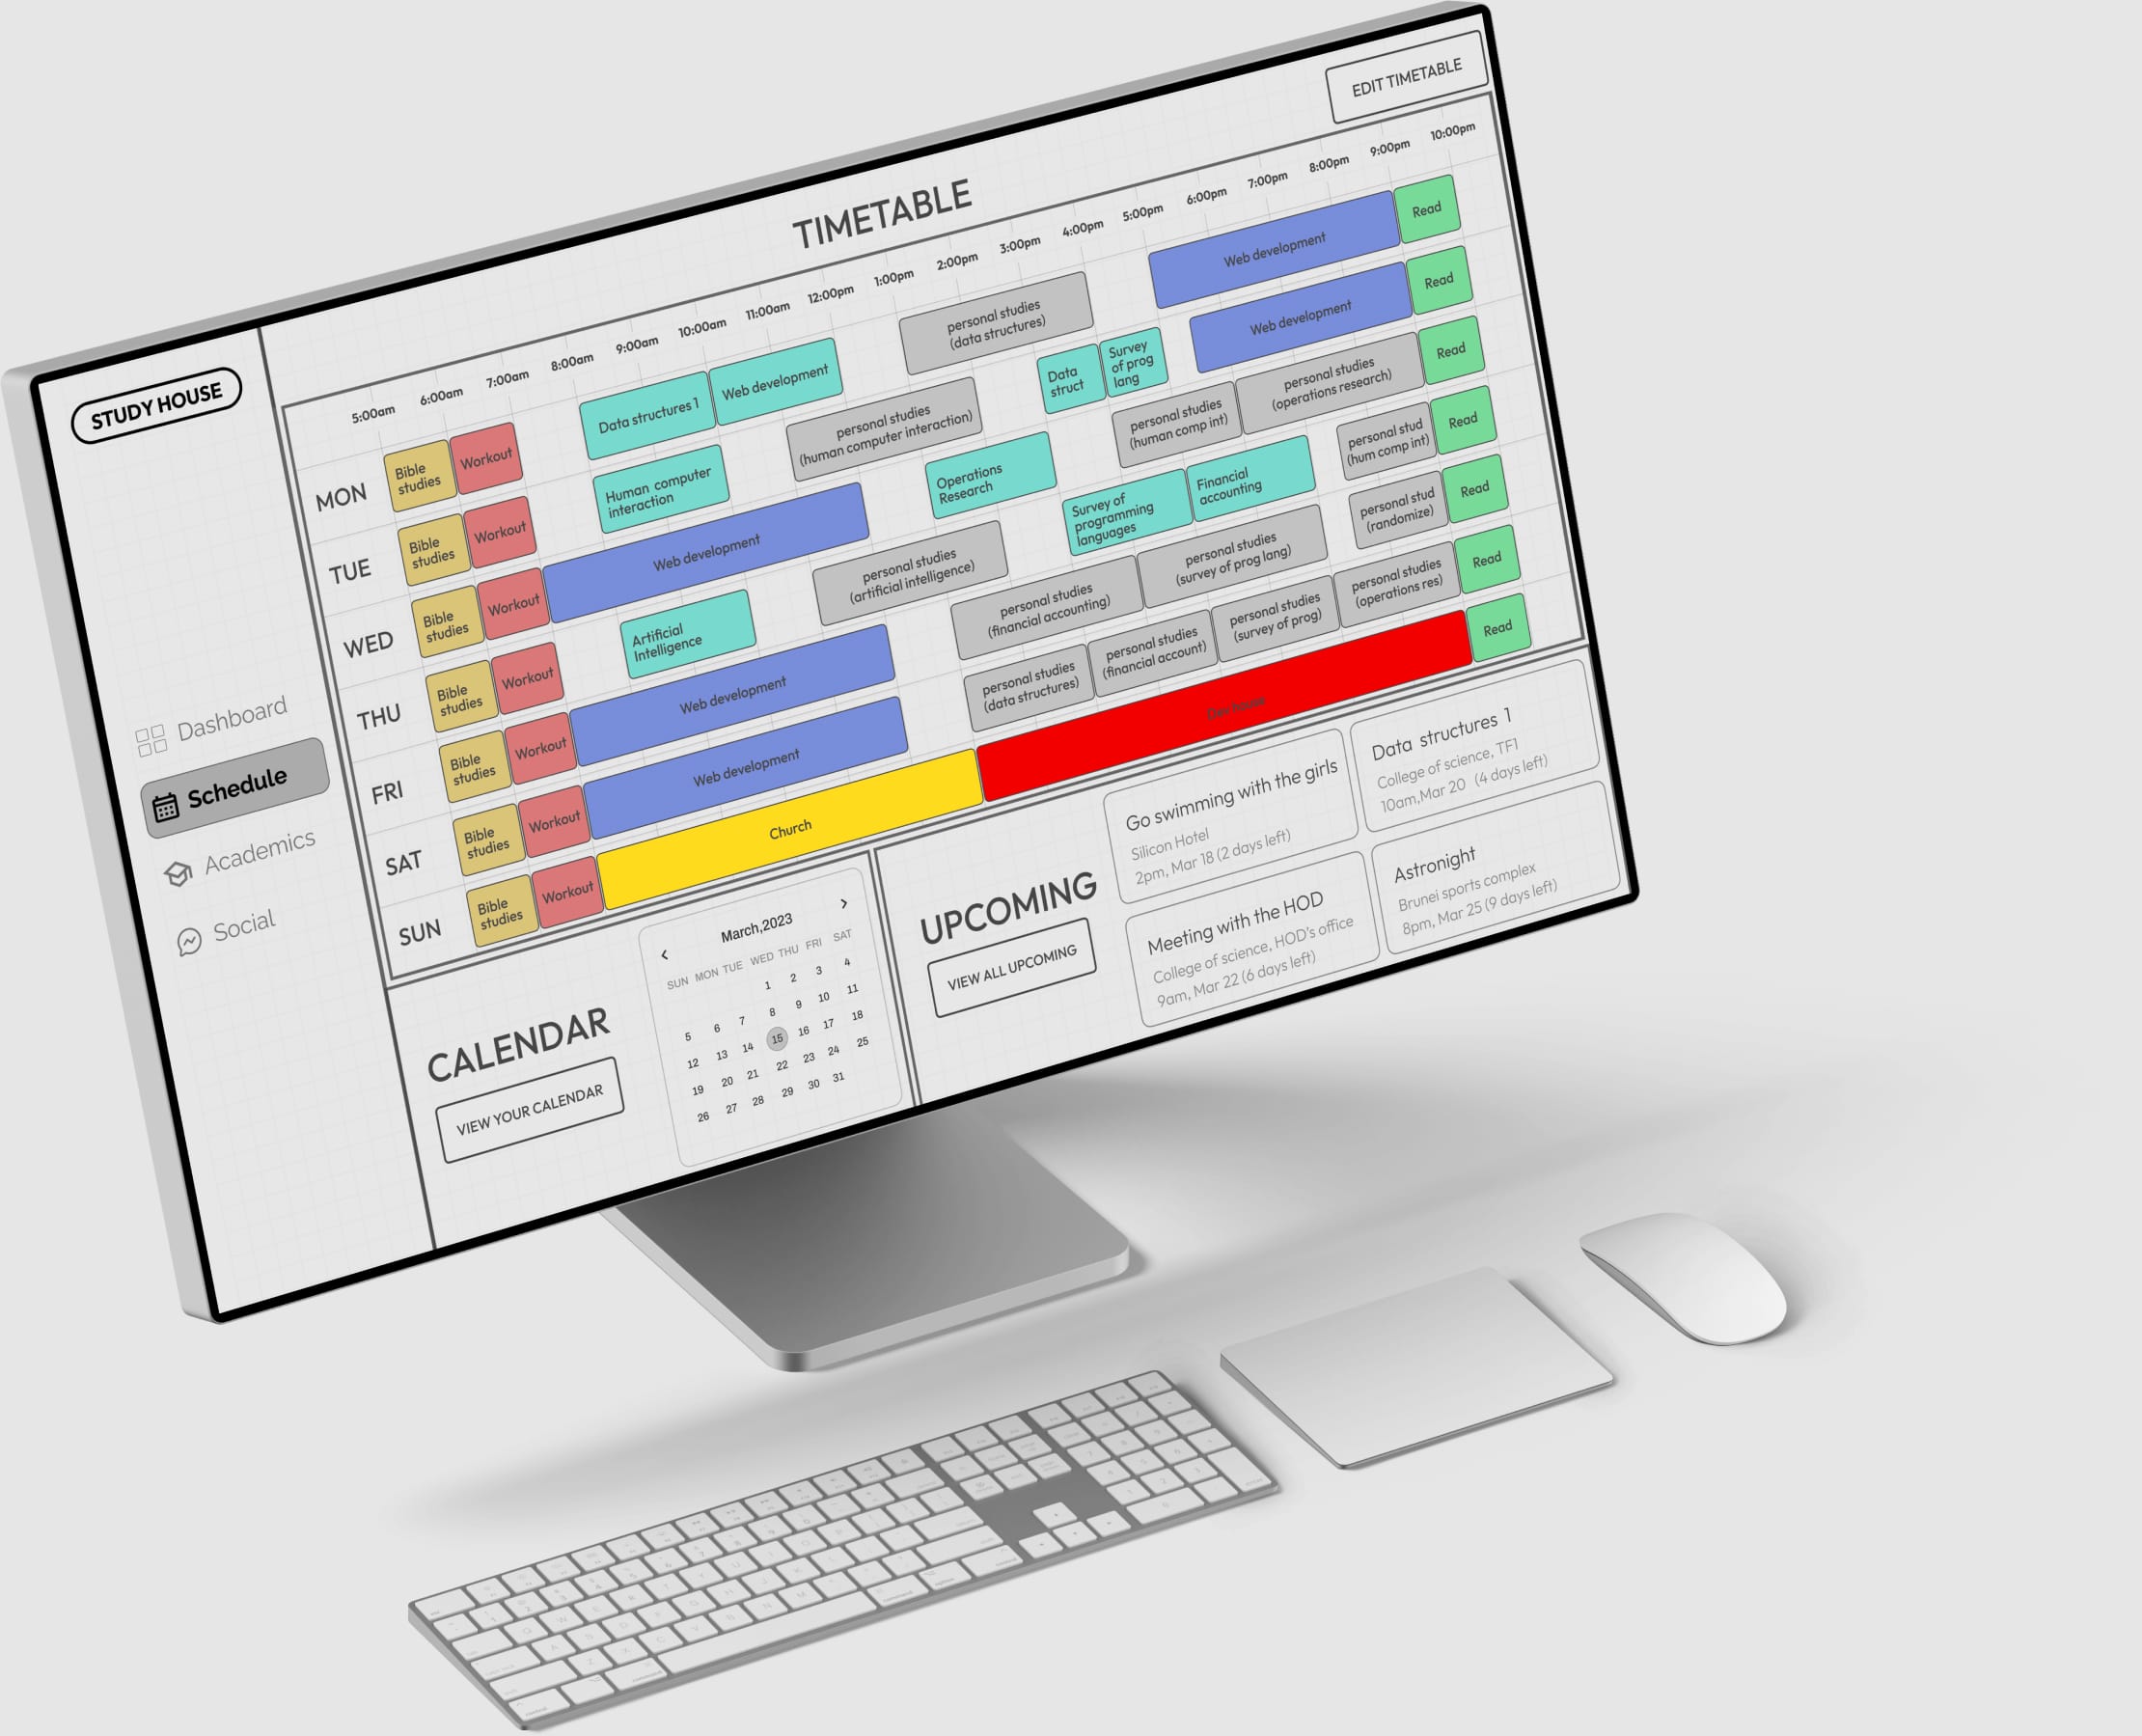 EDIT TIMETABLE
TIMETABLE
STUDY HOUSE
Dashboard
Schedule
Academics
Social
5:00am 6:00am 7:00am 8:00am 9:00am 10:00am 11:00am 12:00pm 1:00pm 2:00pm 3:00pm 4:00pm 5:00pm 6:00pm 7:00pm 8:00pm 9:00pm 10:00pm
MON
Bible
studies
Workout
Data structures 1
Web development
personal studies
(data structures)
Web development
Read
TUE
Bible
studies
Workout
Human computer
interaction
personal studies
(human computer interaction)
Data
struct
Survey
of prog
lang
Web development
Read
WED
Bible
studies
Workout
Web development
Operations
Research
personal studies
(human comp int)
personal studies
(operations research)
Read
THU
Bible
studies
Workout
Artificial
Intelligence
personal studies
(artificial intelligence)
Survey of
programming
languages
Financial
accounting
personal stud
(hum comp int)
Read
FRI
Bible
studies
Workout
Web development
personal studies
(financial accounting)
personal studies
(survey of prog lang)
personal stud
(randomize)
Read
SAT
Bible
studies
Workout
Web development
personal studies
(data structures)
personal studies
(financial account)
personal studies
(survey of prog)
personal studies
(operations res)
Read
SUN
Bible
studies
Workout
Church
Read
CALENDAR
VIEW YOUR CALENDAR
March,2023
SUN MON TUE WED THU FRI SAT
1 2 3 4
5 6 7 8 9 10 11
12 13 14 15 16 17 18
19 20 21 22 23 24 25
26 27 28 29 30 31
UPCOMING
VIEW ALL UPCOMING
Go swimming with the girls
Silicon Hotel
2pm, Mar 18 (2 days left)
Data structures 1
College of science, TF1
10am,Mar 20 (4 days left)
Meeting with the HOD
College of science, HOD's office
9am, Mar 22 (6 days left)
Astronight
Brunei sports complex
8pm, Mar 25 (9 days left)